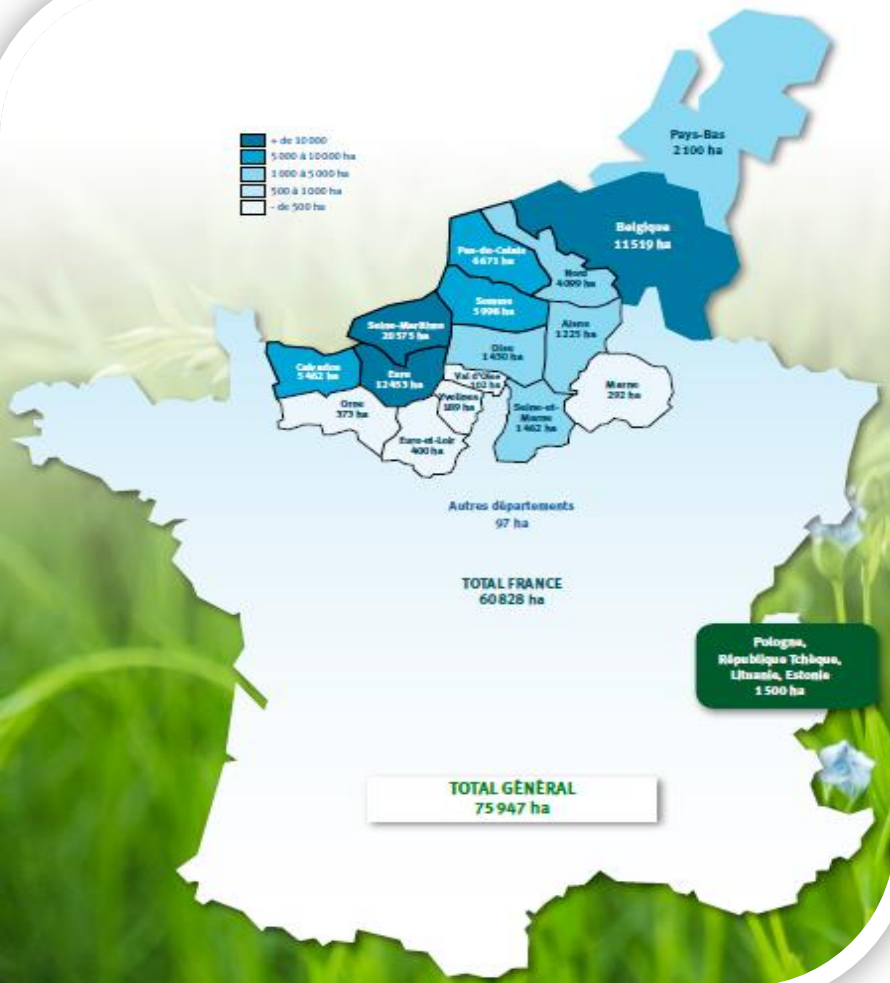 + de 10 000
5 000 à 10 000 ha
1 000 à 5 000 ha
500 à 1 000 ha
- de 500 ha
Pays-Bas
2 100 ha
Belgique
11 519 ha
Pas-de-Calais
6 671 ha
Nord
4 099 ha
Somme
5 998 ha
Seine-Maritime
20 575 ha
Aisne
1 225 ha
Oise
1 430 ha
Calvados
5 462 ha
Eure
12 453 ha
Val d'Oise
102 ha
Yvelines
189 ha
Marne
292 ha
Orne
373 ha
Seine-et-
Marne
1 462 ha
Eure-et-Loir
400 ha
Autres départements
97 ha
TOTAL FRANCE
60 828 ha
Pologne,
République Tchèque,
Lituanie, Estonie
1 500 ha
TOTAL GÉNÉRAL
75 947 ha